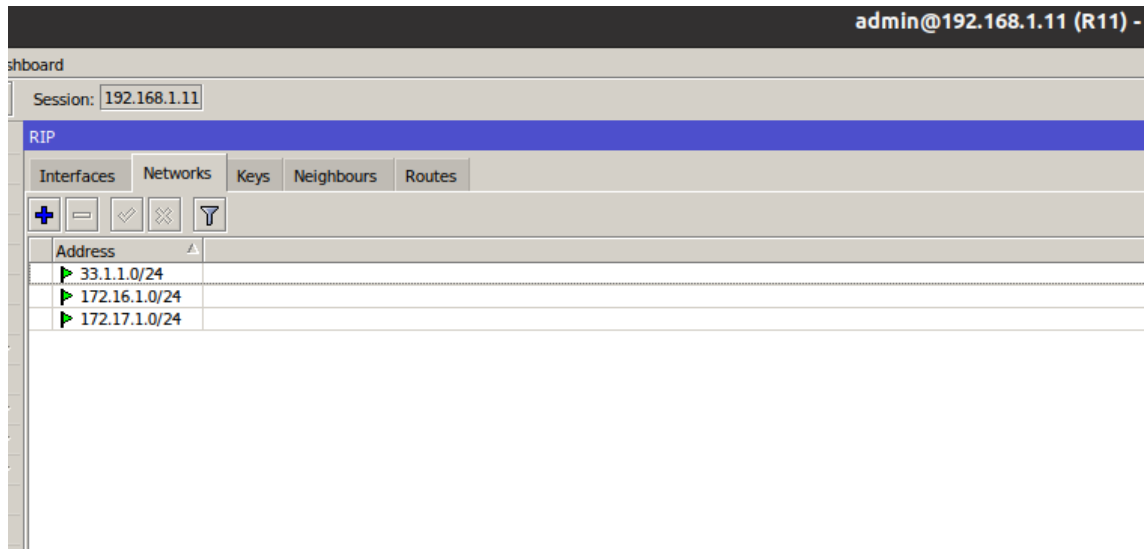 admin@192.168.1.11 (R11) -
shboard
Session: 192.168.1.11
RIP
Interfaces Networks Keys Neighbours Routes
Address
33.1.1.0/24
172.16.1.0/24
172.17.1.0/24